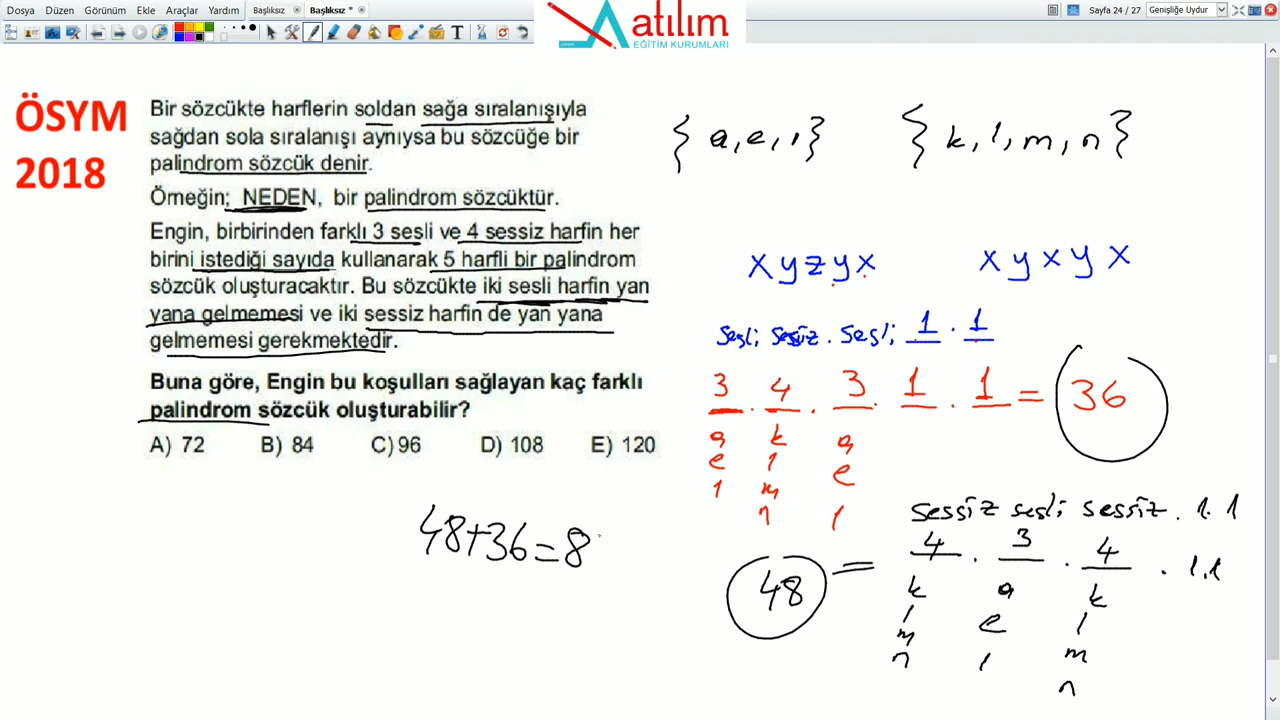 Dosya Düzen Görünüm Ekle Araçlar Yardım Başlıksız Başlıksız * Sayfa 24 / 27 Genişliğe Uydur
atılım
EĞİTİM KURUMLARI
ÖSYM
2018
Bir sözcükte harflerin soldan sağa sıralanışıyla
sağdan sola sıralanışı aynıysa bu sözcüğe bir
palindrom sözcük denir.
Örneğin; NEDEN, bir palindrom sözcüktür.
Engin, birbirinden farklı 3 sesli ve 4 sessiz harfin her
birini istediği sayıda kullanarak 5 harfli bir palindrom
sözcük oluşturacaktır. Bu sözcükte iki sesli harfin yan
yana gelmemesi ve iki sessiz harfin de yan yana
gelmemesi gerekmektedir.
Buna göre, Engin bu koşulları sağlayan kaç farklı
palindrom sözcük oluşturabilir?
A) 72 B) 84 C) 96 D) 108 E) 120
48+36=8
{a,e,ı} {k,l,m,n}
xyzyx xyxyx
sesli sessiz . sesli 1 . 1
3 . 4 . 3 . 1 . 1 = 36
a k a
e l e
ı m ı
n
sessiz sesli sessiz . 1.1
48 = 4 . 3 . 4 . 1.1
k a k
l e l
m ı m
n n